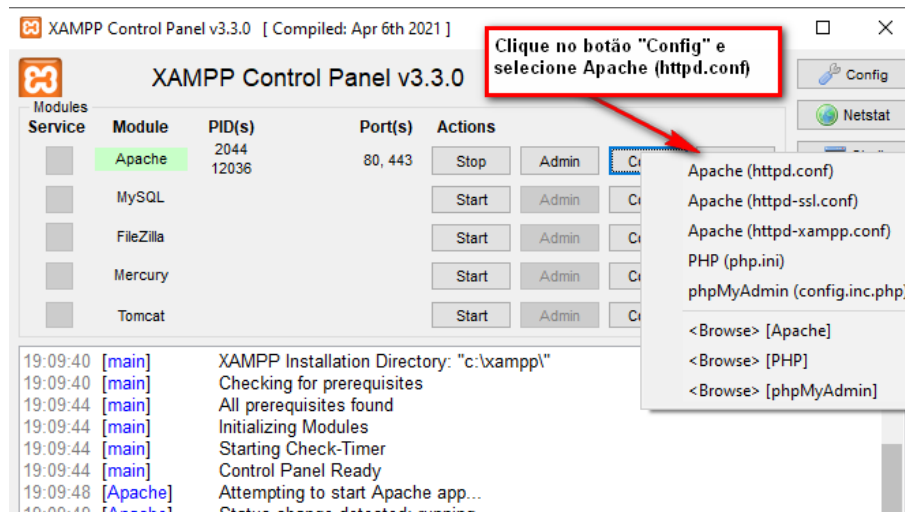 XAMPP Control Panel v3.3.0 [ Compiled: Apr 6th 2021 ]
Clique no botão "Config" e
selecione Apache (httpd.conf)
XAMPP Control Panel v3.3.0
Config
Modules
Service Module PID(s) Port(s) Actions
Netstat
Apache 2044
12036 80, 443 Stop Admin
Apache (httpd.conf)
MySQL Start Admin
Apache (httpd-ssl.conf)
Apache (httpd-xampp.conf)
FileZilla Start Admin
PHP (php.ini)
Mercury Start Admin
phpMyAdmin (config.inc.php)
Tomcat Start Admin
<Browse> [Apache]
<Browse> [PHP]
<Browse> [phpMyAdmin]
19:09:40 [main] XAMPP Installation Directory: "c:\xampp\"
19:09:40 [main] Checking for prerequisites
19:09:44 [main] All prerequisites found
19:09:44 [main] Initializing Modules
19:09:44 [main] Starting Check-Timer
19:09:44 [main] Control Panel Ready
19:09:48 [Apache] Attempting to start Apache app...
[Apache] Status change detected: running